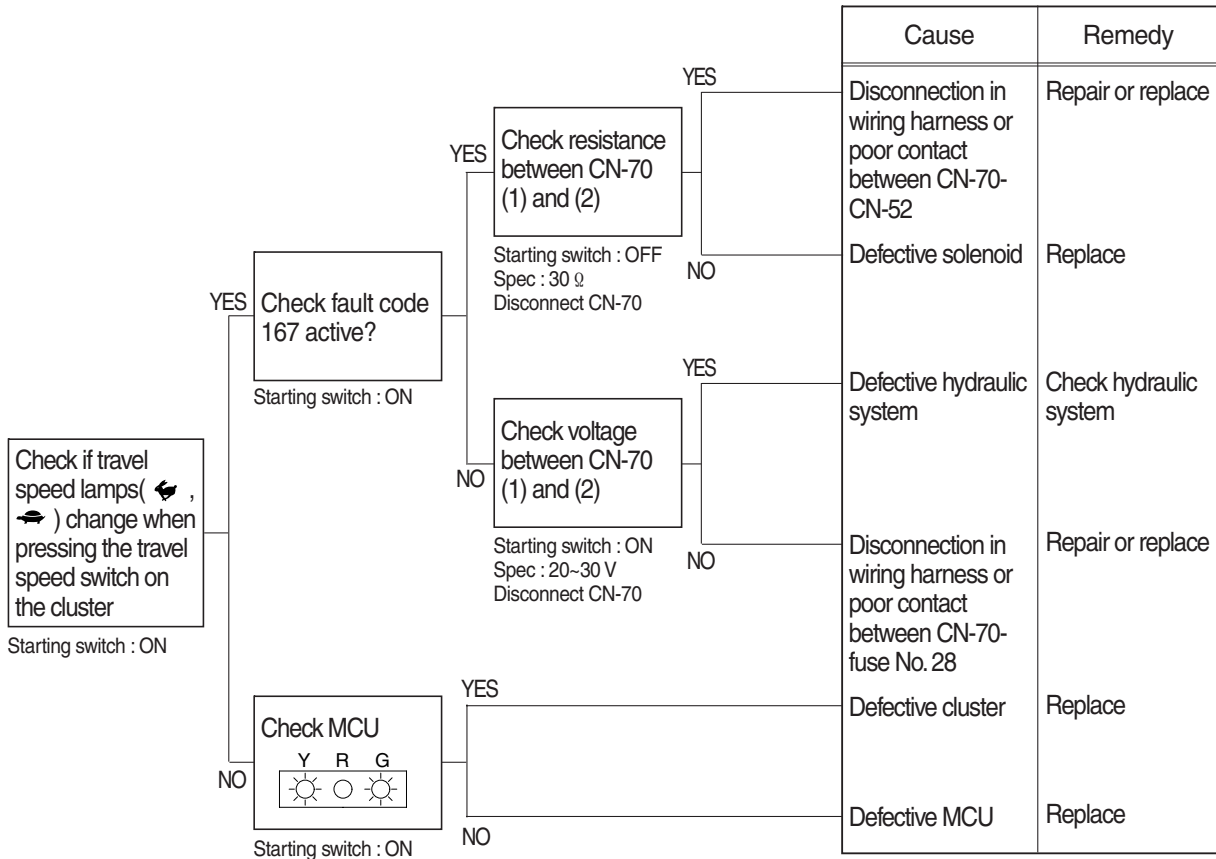 Cause
Remedy
YES
Disconnection in
wiring harness or
poor contact
between CN-70-
CN-52
Repair or replace
YES
Check resistance
between CN-70
(1) and (2)
Starting switch : OFF
Spec : 30 Ω
Disconnect CN-70
NO
Defective solenoid
Replace
YES
Check fault code
167 active?
Starting switch : ON
YES
Defective hydraulic
system
Check hydraulic
system
NO
Check voltage
between CN-70
(1) and (2)
Starting switch : ON
Spec : 20~30 V
Disconnect CN-70
NO
Disconnection in
wiring harness or
poor contact
between CN-70-
fuse No. 28
Repair or replace
Check if travel
speed lamps( ,
) change when
pressing the travel
speed switch on
the cluster
Starting switch : ON
YES
Defective cluster
Replace
NO
Check MCU
Y R G
Starting switch : ON
NO
Defective MCU
Replace